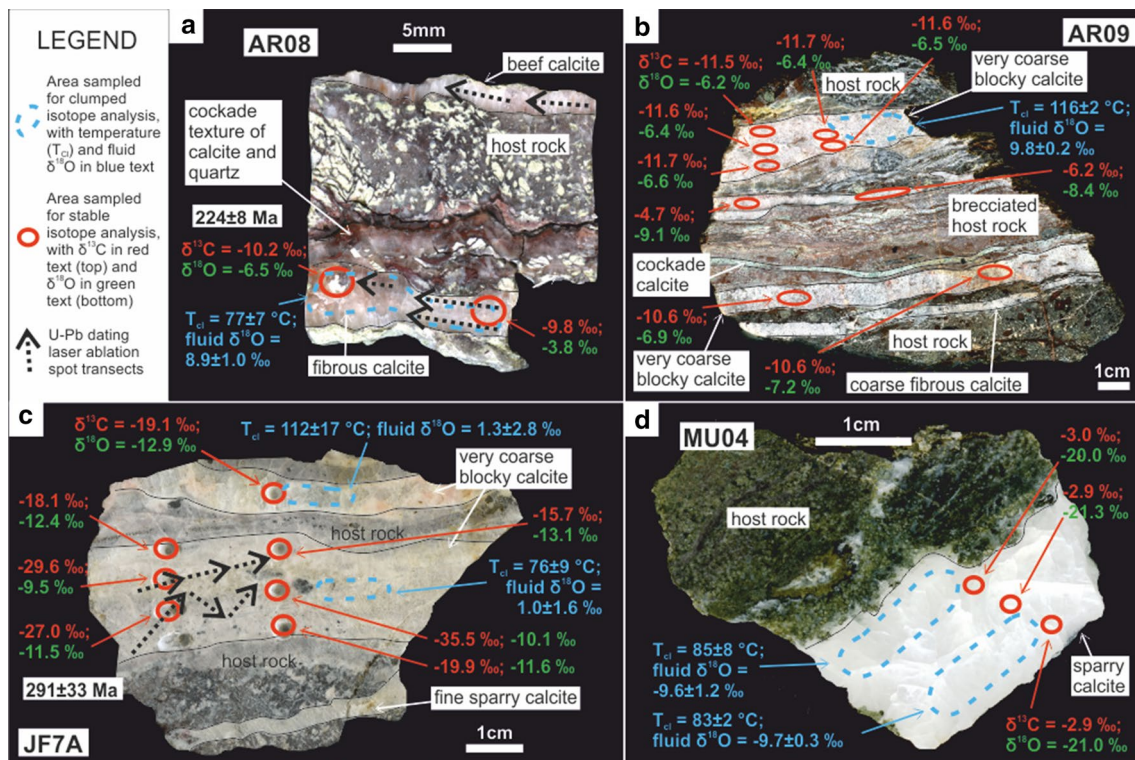 LEGEND
Area sampled
for clumped
isotope analysis,
with temperature
(T_Cl) and fluid
δ¹⁸O in blue text
Area sampled
for stable
isotope analysis,
with δ¹³C in red
text (top) and
δ¹⁸O in green
text (bottom)
U-Pb dating
laser ablation
spot transects
a
AR08
5mm
beef calcite
cockade
texture of
calcite and
quartz
host rock
224±8 Ma
δ¹³C = -10.2 ‰;
δ¹⁸O = -6.5 ‰
T_cl = 77±7 °C;
fluid δ¹⁸O =
8.9±1.0 ‰
fibrous calcite
-9.8 ‰;
-3.8 ‰
b
AR09
-11.6 ‰;
-6.5 ‰
-11.7 ‰;
-6.4 ‰
δ¹³C = -11.5 ‰;
δ¹⁸O = -6.2 ‰
host rock
very coarse
blocky calcite
-11.6 ‰;
-6.4 ‰
T_cl = 116±2 °C;
fluid δ¹⁸O =
9.8±0.2 ‰
-11.7 ‰;
-6.6 ‰
-6.2 ‰;
-8.4 ‰
-4.7 ‰;
-9.1 ‰
brecciated
host rock
cockade
calcite
-10.6 ‰;
-6.9 ‰
host rock
very coarse
blocky calcite
-10.6 ‰;
-7.2 ‰
coarse fibrous calcite
1cm
c
δ¹³C = -19.1 ‰;
δ¹⁸O = -12.9 ‰
T_cl = 112±17 °C; fluid δ¹⁸O = 1.3±2.8 ‰
very coarse
blocky calcite
-18.1 ‰;
-12.4 ‰
host rock
-15.7 ‰;
-13.1 ‰
-29.6 ‰;
-9.5 ‰
T_cl = 76±9 °C;
fluid δ¹⁸O =
1.0±1.6 ‰
-27.0 ‰;
-11.5 ‰
-35.5 ‰; -10.1 ‰
host rock
-19.9 ‰; -11.6 ‰
291±33 Ma
fine sparry calcite
JF7A
1cm
d
MU04
1cm
-3.0 ‰;
-20.0 ‰
-2.9 ‰;
-21.3 ‰
host rock
T_cl = 85±8 °C;
fluid δ¹⁸O =
-9.6±1.2 ‰
sparry
calcite
T_cl = 83±2 °C;
fluid δ¹⁸O = -9.7±0.3 ‰
δ¹³C = -2.9 ‰
δ¹⁸O = -21.0 ‰